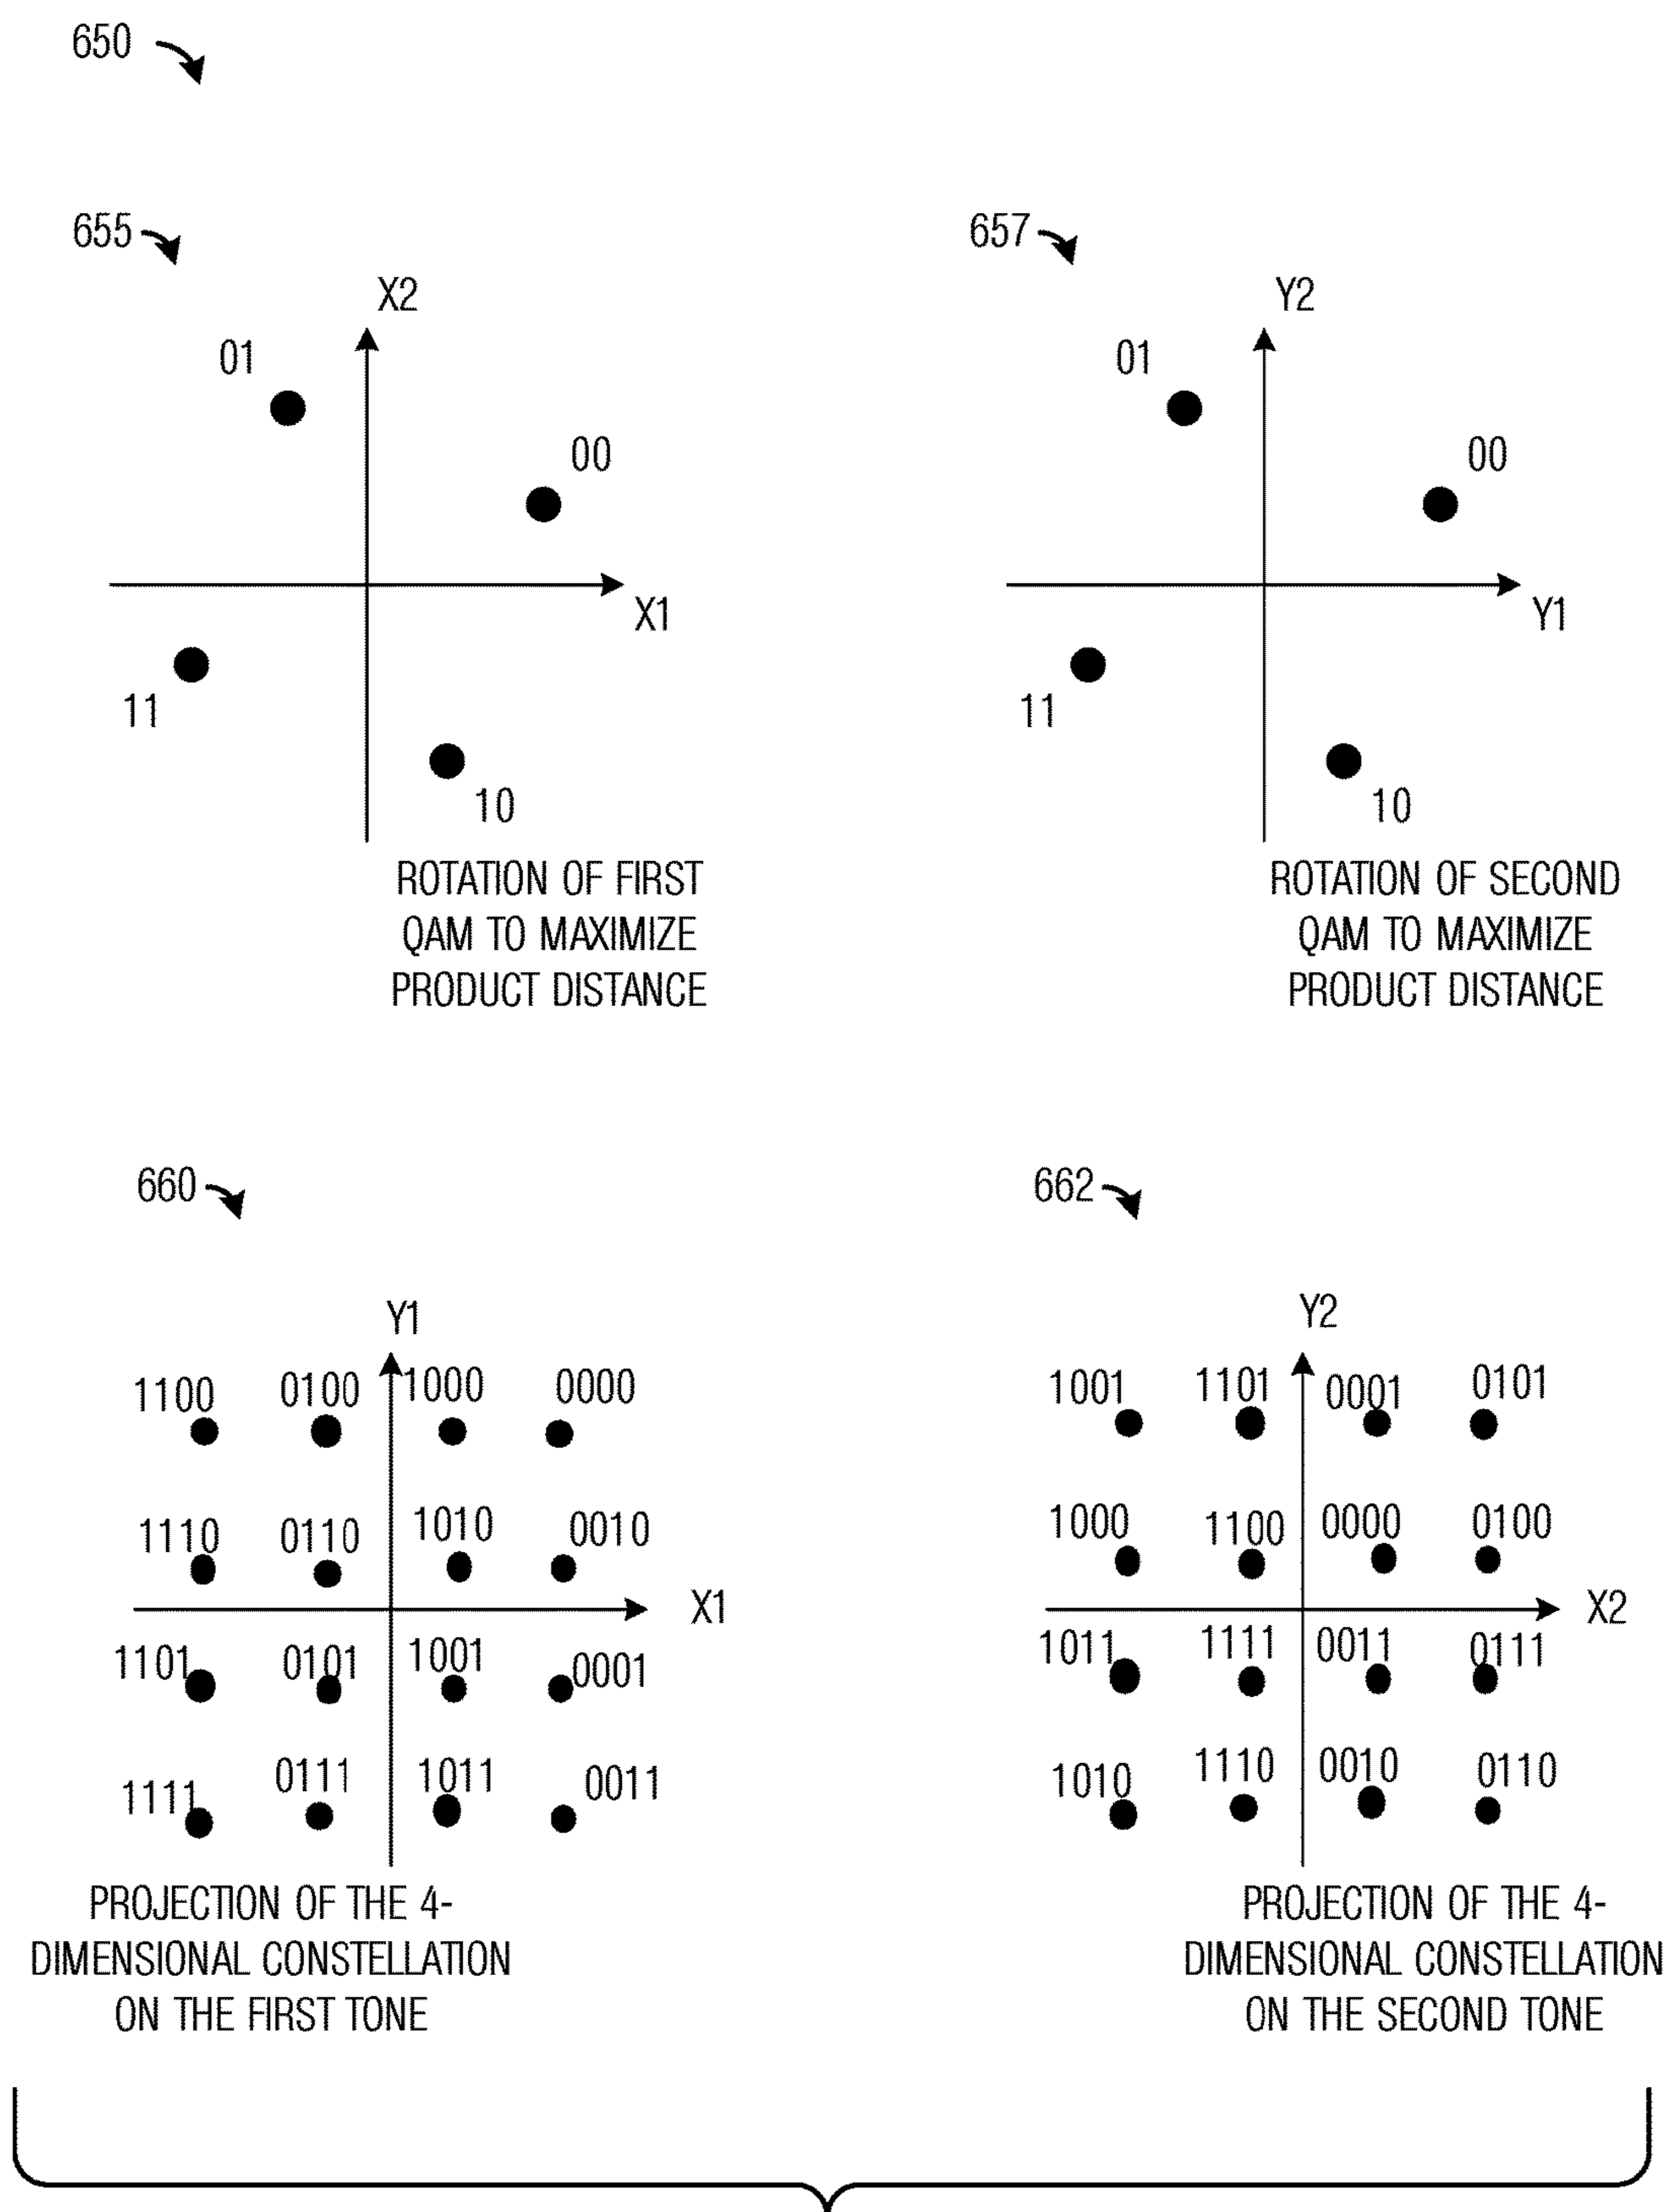 650
655
657
X2
Y2
01
01
00
00
X1
Y1
11
11
10
10
ROTATION OF FIRST
QAM TO MAXIMIZE
PRODUCT DISTANCE
ROTATION OF SECOND
QAM TO MAXIMIZE
PRODUCT DISTANCE
660
662
Y1
1100 0100 1000 0000
1110 0110 1010 0010
X1
1101 0101 1001 0001
1111 0111 1011 0011
PROJECTION OF THE 4-
DIMENSIONAL CONSTELLATION
ON THE FIRST TONE
Y2
1001 1101 0001 0101
1000 1100 0000 0100
X2
1011 1111 0011 0111
1010 1110 0010 0110
PROJECTION OF THE 4-
DIMENSIONAL CONSTELLATION
ON THE SECOND TONE